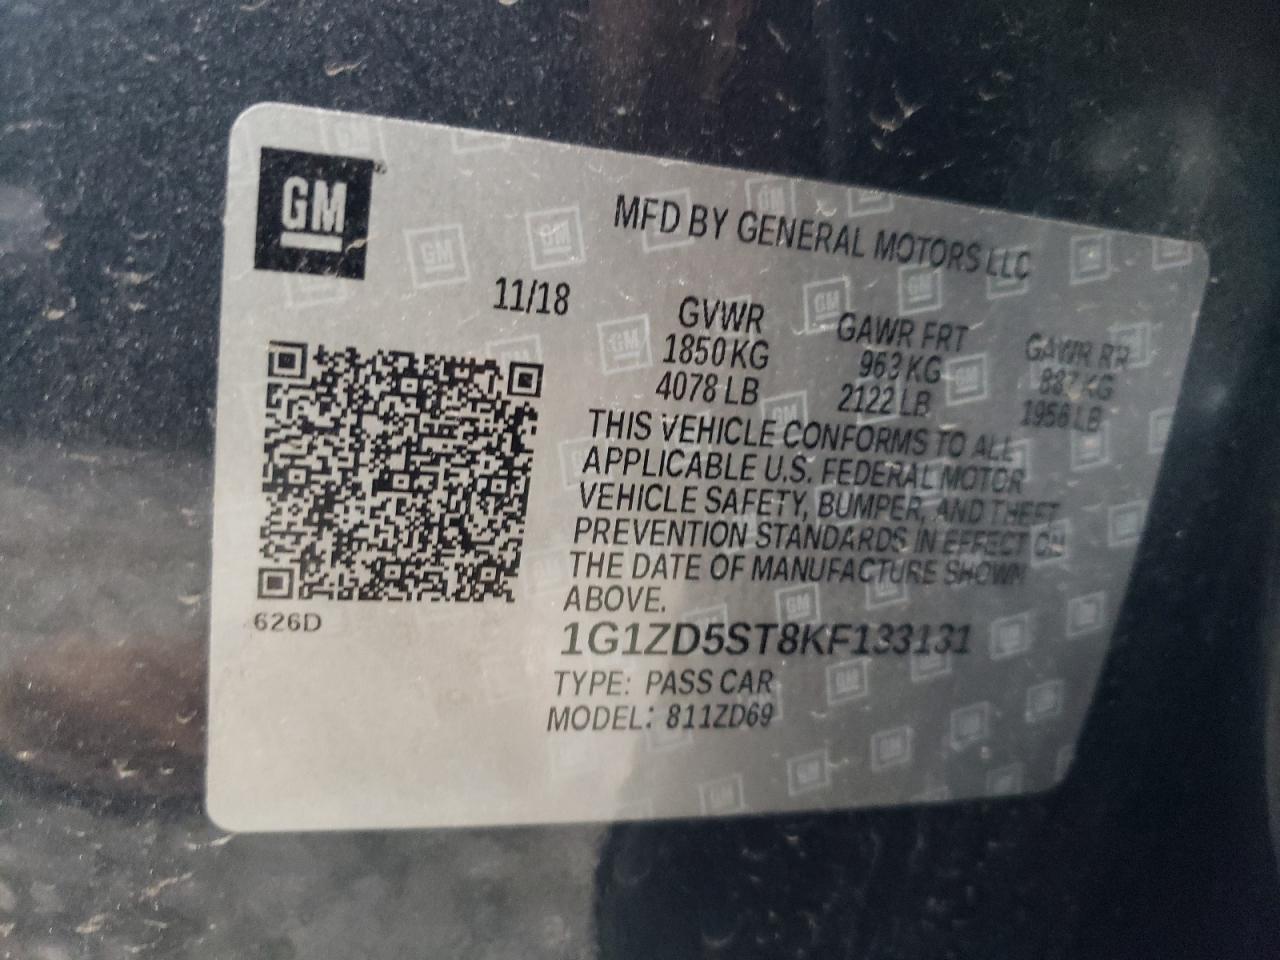 GM
MFD BY GENERAL MOTORS LLC
11/18
GVWR GAWR FRT GAWR RR
1850 KG 963 KG 887 KG
4078 LB 2122 LB 1956 LB
THIS VEHICLE CONFORMS TO ALL
APPLICABLE U.S. FEDERAL MOTOR
VEHICLE SAFETY, BUMPER, AND THEFT
PREVENTION STANDARDS IN EFFECT ON
THE DATE OF MANUFACTURE SHOWN
ABOVE.
626D
1G1ZD5ST8KF133131
TYPE: PASS CAR
MODEL: 811ZD69